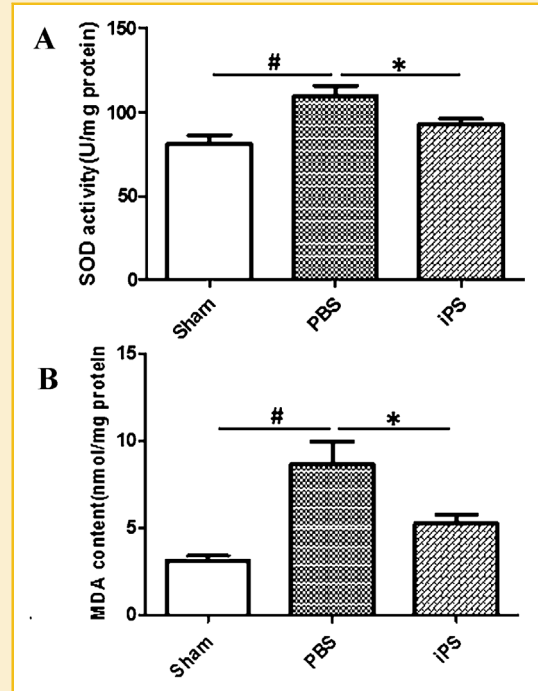 A
SOD activity(U/mg protein)
150
100
50
0
#
*
Sham
PBS
iPS
B
MDA content(nmol/mg protein
15
10
5
0
#
*
Sham
PBS
iPS